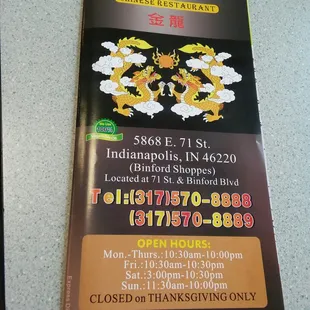 CHINESE RESTAURANT
金龍
5868 E. 71 St.
Indianapolis, IN 46220
(Binford Shoppes)
Located at 71 St. & Binford Blvd
Tel:(317)570-8888
(317)570-8889
OPEN HOURS:
Mon.-Thurs.:10:30am-10:00pm
Fri.:10:30am-10:30pm
Sat.:3:00pm-10:30pm
Sun.:11:30am-10:00pm
CLOSED on THANKSGIVING ONLY